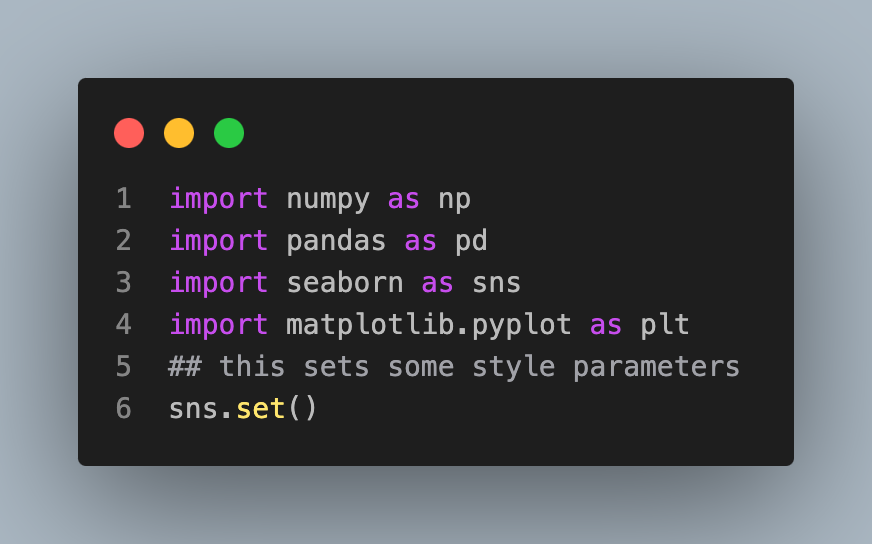 1 import numpy as np
2 import pandas as pd
3 import seaborn as sns
4 import matplotlib.pyplot as plt
5 ## this sets some style parameters
6 sns.set()